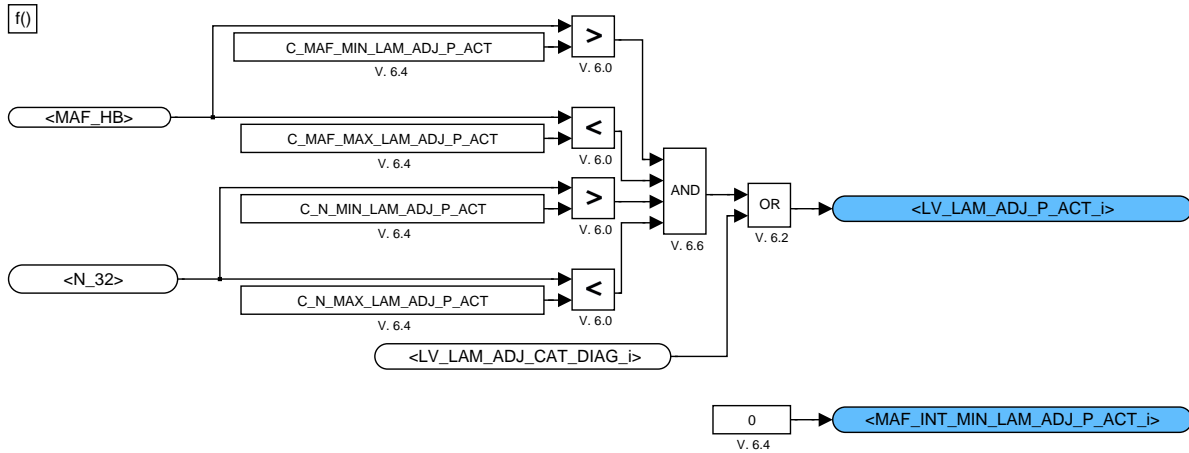 f()
>
C_MAF_MIN_LAM_ADJ_P_ACT
V. 6.0
V. 6.4
<MAF_HB>
<
C_MAF_MAX_LAM_ADJ_P_ACT
V. 6.0
V. 6.4
AND
>
C_N_MIN_LAM_ADJ_P_ACT
OR
<LV_LAM_ADJ_P_ACT_i>
V. 6.0
V. 6.4
V. 6.6
V. 6.2
<N_32>
<
C_N_MAX_LAM_ADJ_P_ACT
V. 6.0
V. 6.4
<LV_LAM_ADJ_CAT_DIAG_i>
0
<MAF_INT_MIN_LAM_ADJ_P_ACT_i>
V. 6.4